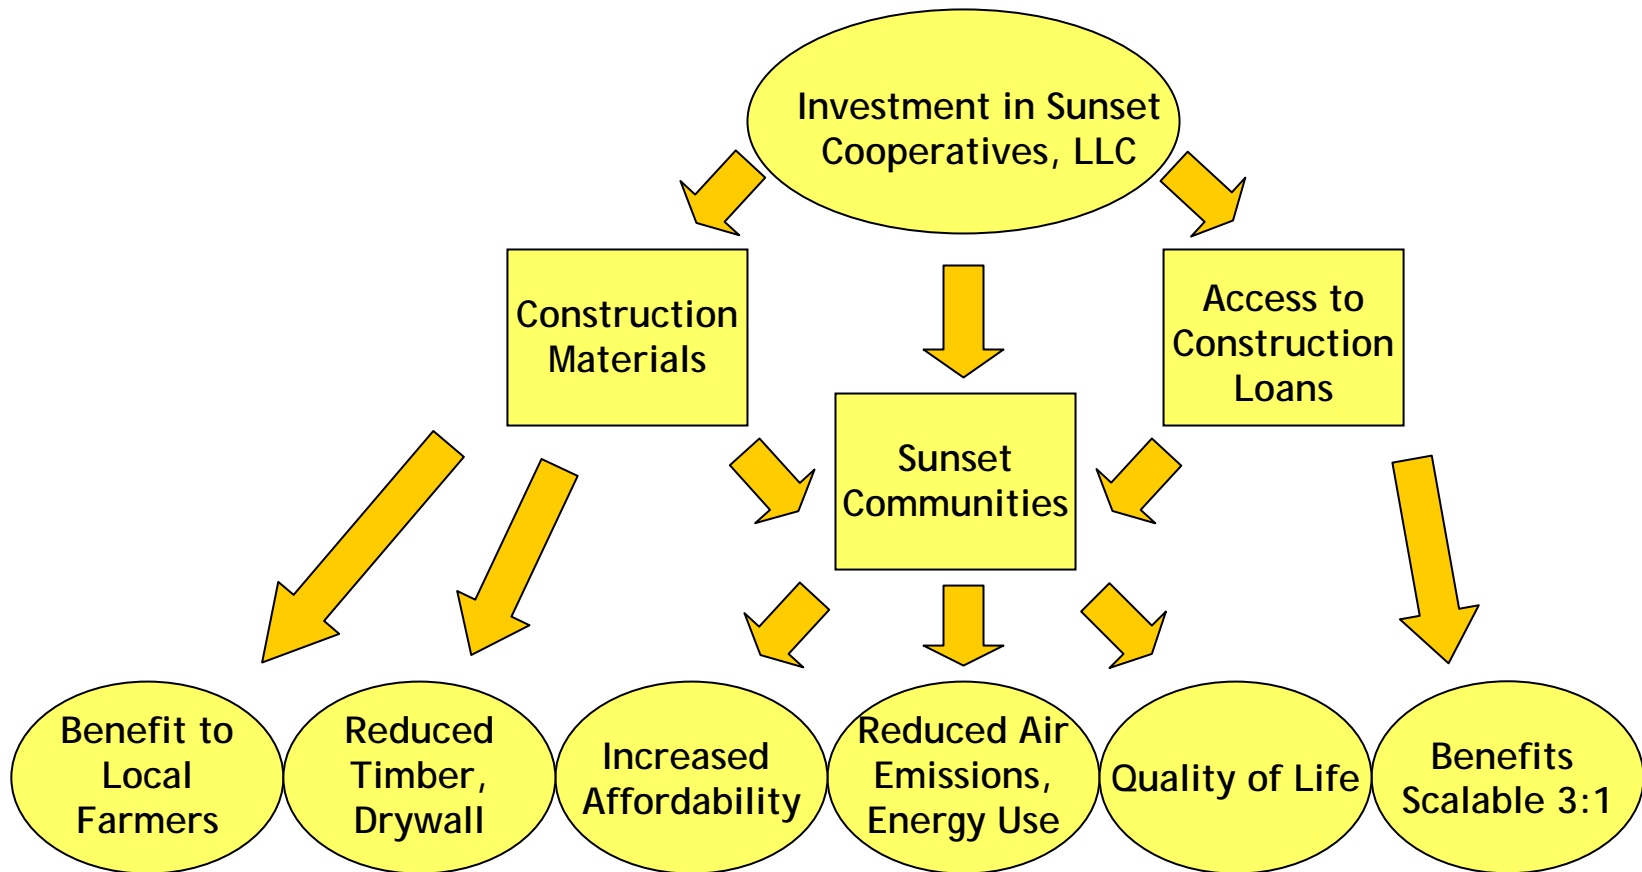 Investment in Sunset
Cooperatives, LLC
Construction
Materials
Access to
Construction
Loans
Sunset
Communities
Benefit to
Local
Farmers
Reduced
Timber,
Drywall
Increased
Affordability
Reduced Air
Emissions,
Energy Use
Quality of Life
Benefits
Scalable 3:1